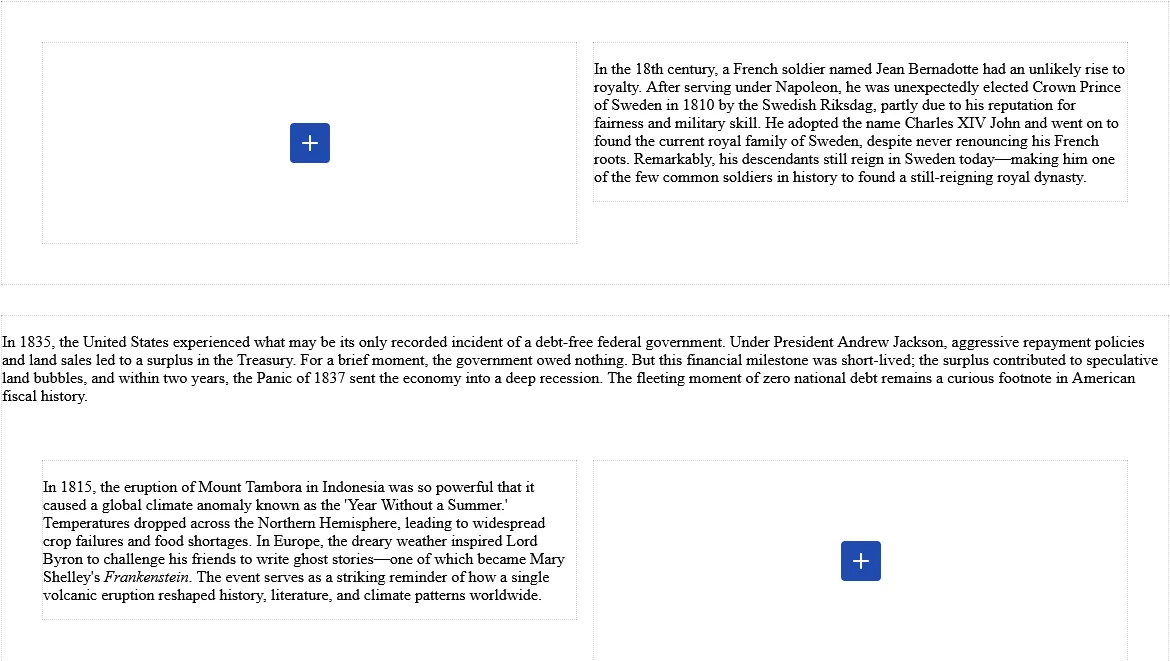 In the 18th century, a French soldier named Jean Bernadotte had an unlikely rise to
royalty. After serving under Napoleon, he was unexpectedly elected Crown Prince
of Sweden in 1810 by the Swedish Riksdag, partly due to his reputation for
fairness and military skill. He adopted the name Charles XIV John and went on to
found the current royal family of Sweden, despite never renouncing his French
roots. Remarkably, his descendants still reign in Sweden today—making him one
of the few common soldiers in history to found a still-reigning royal dynasty.
In 1835, the United States experienced what may be its only recorded incident of a debt-free federal government. Under President Andrew Jackson, aggressive repayment policies
and land sales led to a surplus in the Treasury. For a brief moment, the government owed nothing. But this financial milestone was short-lived; the surplus contributed to speculative
land bubbles, and within two years, the Panic of 1837 sent the economy into a deep recession. The fleeting moment of zero national debt remains a curious footnote in American
fiscal history.
In 1815, the eruption of Mount Tambora in Indonesia was so powerful that it
caused a global climate anomaly known as the 'Year Without a Summer.'
Temperatures dropped across the Northern Hemisphere, leading to widespread
crop failures and food shortages. In Europe, the dreary weather inspired Lord
Byron to challenge his friends to write ghost stories—one of which became Mary
Shelley's Frankenstein. The event serves as a striking reminder of how a single
volcanic eruption reshaped history, literature, and climate patterns worldwide.